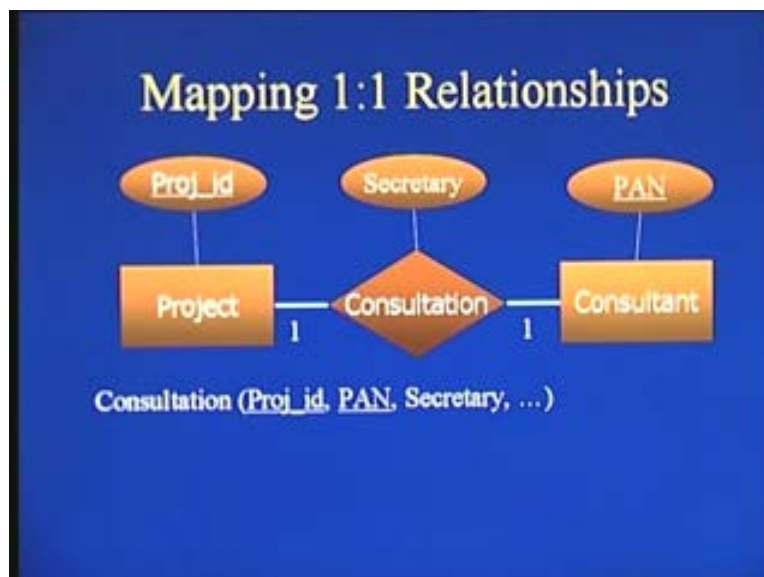 Mapping 1:1 Relationships
Proj_id
Secretary
PAN
Project
Consultation
Consultant
1
1
Consultation (Proj_id, PAN, Secretary, ...)